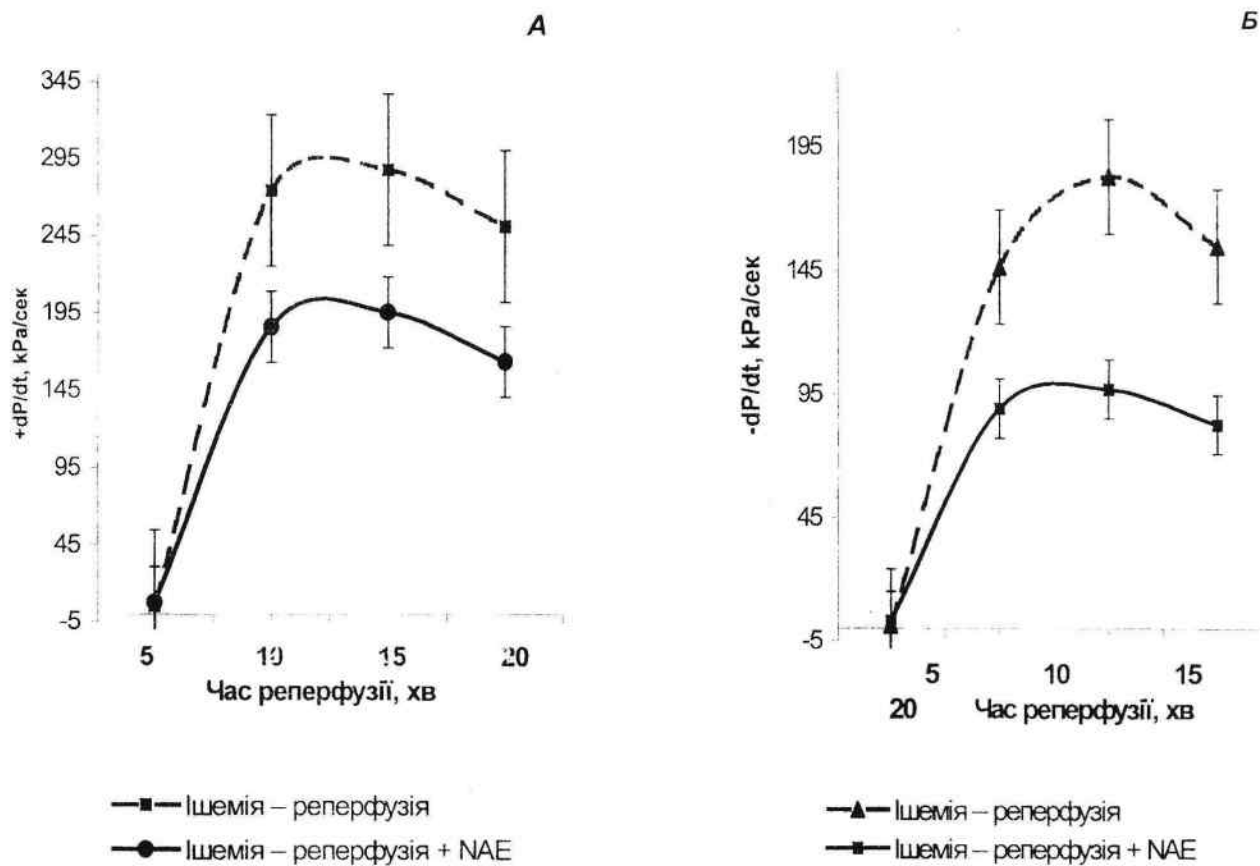 А
345
295
245
195
145
95
45
-5
+dP/dt, kPa/сек
5 10 15 20
Час реперфузії, хв
Ішемія – реперфузія
Ішемія – реперфузія + NAE
Б
195
145
95
45
-5
-dP/dt, kPa/сек
5 10 15
20 Час реперфузії, хв
Ішемія – реперфузія
Ішемія – реперфузія + NAE